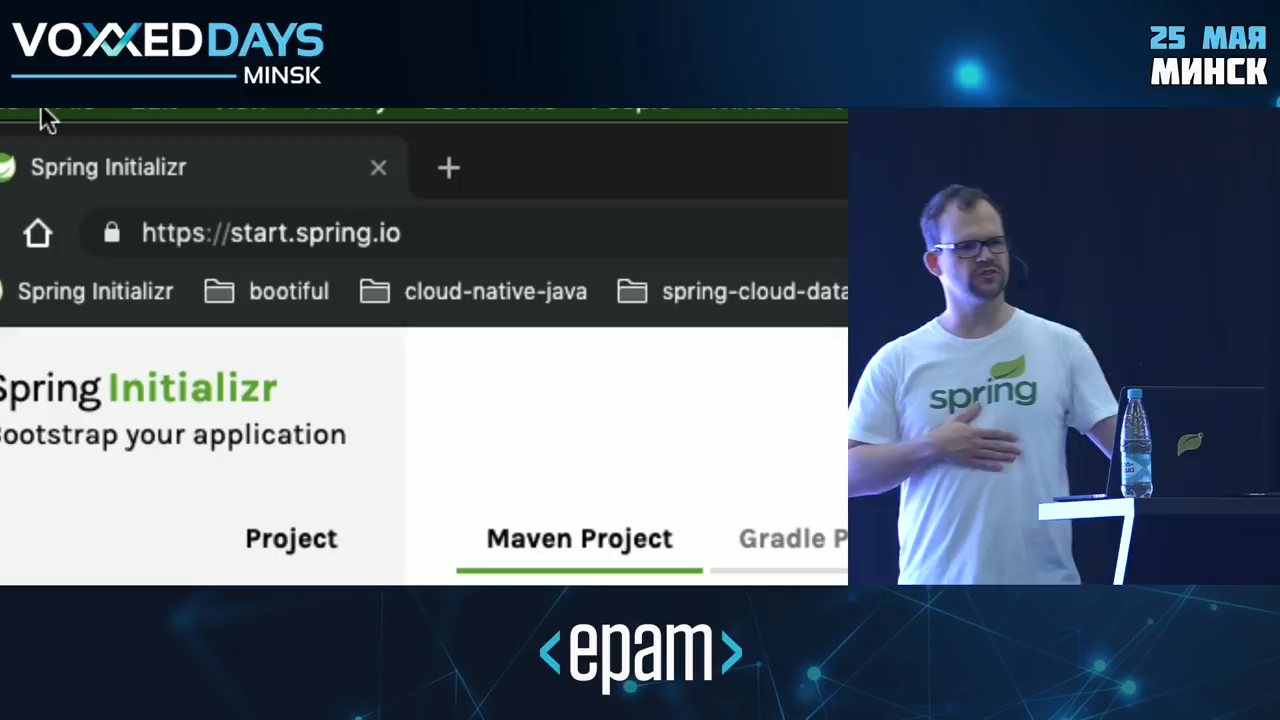 VOXXEDDAYS
MINSK
25 МАЯ
МИНСК
Spring Initializr
https://start.spring.io
Spring Initializr
bootiful
cloud-native-java
spring-cloud-data
Spring Initializr
Bootstrap your application
Project
Maven Project
Gradle P
spring
<epam>